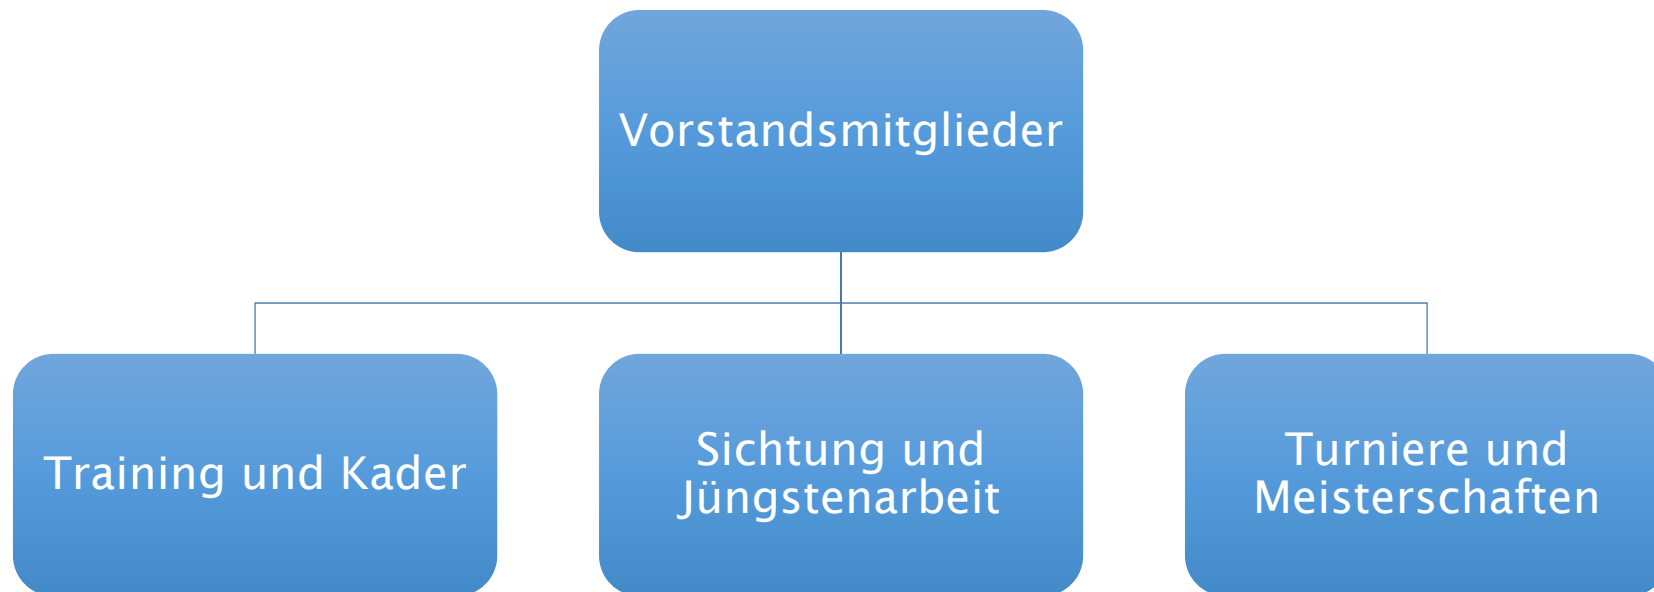 Vorstandsmitglieder
Training und Kader
Sichtung und
Jüngstenarbeit
Turniere und
Meisterschaften